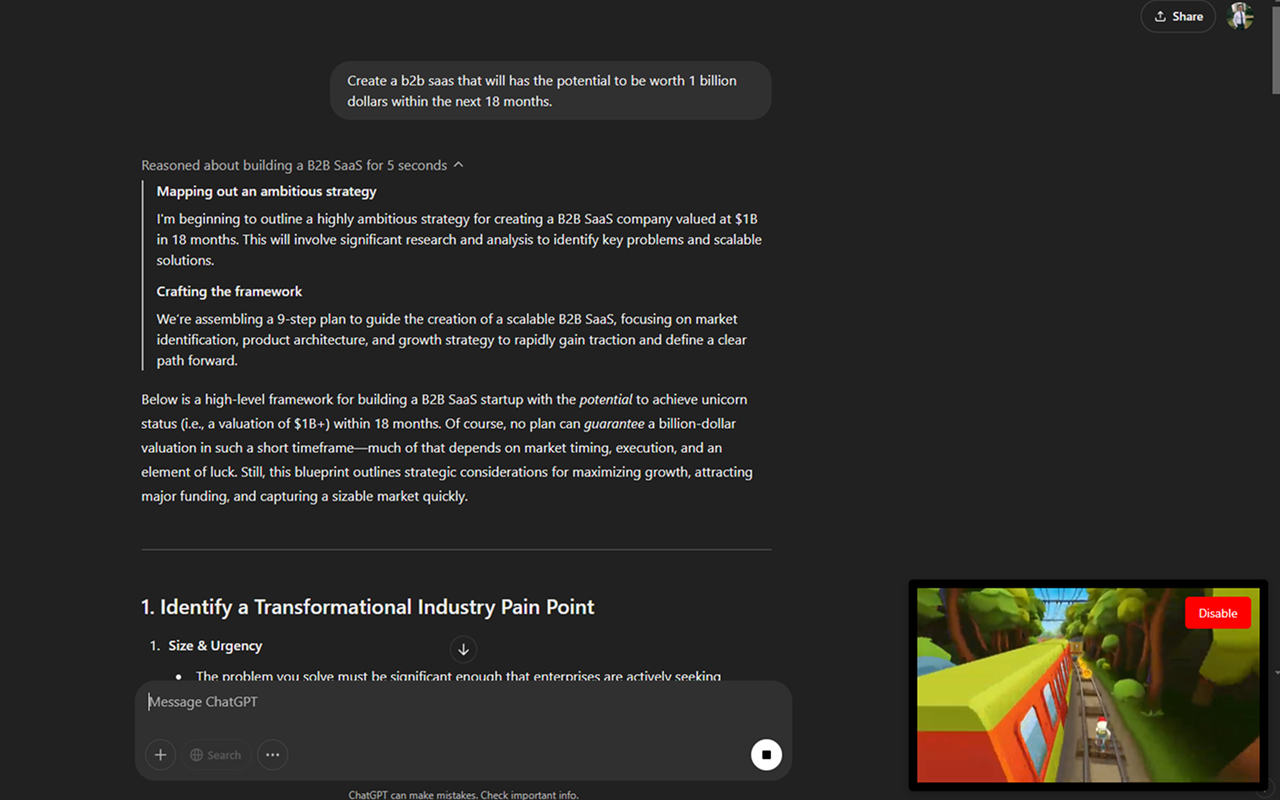 Share
Create a b2b saas that will has the potential to be worth 1 billion
dollars within the next 18 months.
Reasoned about building a B2B SaaS for 5 seconds
Mapping out an ambitious strategy
I'm beginning to outline a highly ambitious strategy for creating a B2B SaaS company valued at $1B
in 18 months. This will involve significant research and analysis to identify key problems and scalable
solutions.
Crafting the framework
We're assembling a 9-step plan to guide the creation of a scalable B2B SaaS, focusing on market
identification, product architecture, and growth strategy to rapidly gain traction and define a clear
path forward.
Below is a high-level framework for building a B2B SaaS startup with the potential to achieve unicorn
status (i.e., a valuation of $1B+) within 18 months. Of course, no plan can guarantee a billion-dollar
valuation in such a short timeframe—much of that depends on market timing, execution, and an
element of luck. Still, this blueprint outlines strategic considerations for maximizing growth, attracting
major funding, and capturing a sizable market quickly.
1. Identify a Transformational Industry Pain Point
1. Size & Urgency
The problem you solve must be significant enough that enterprises are actively seeking
Message ChatGPT
Search
ChatGPT can make mistakes. Check important info.
Disable